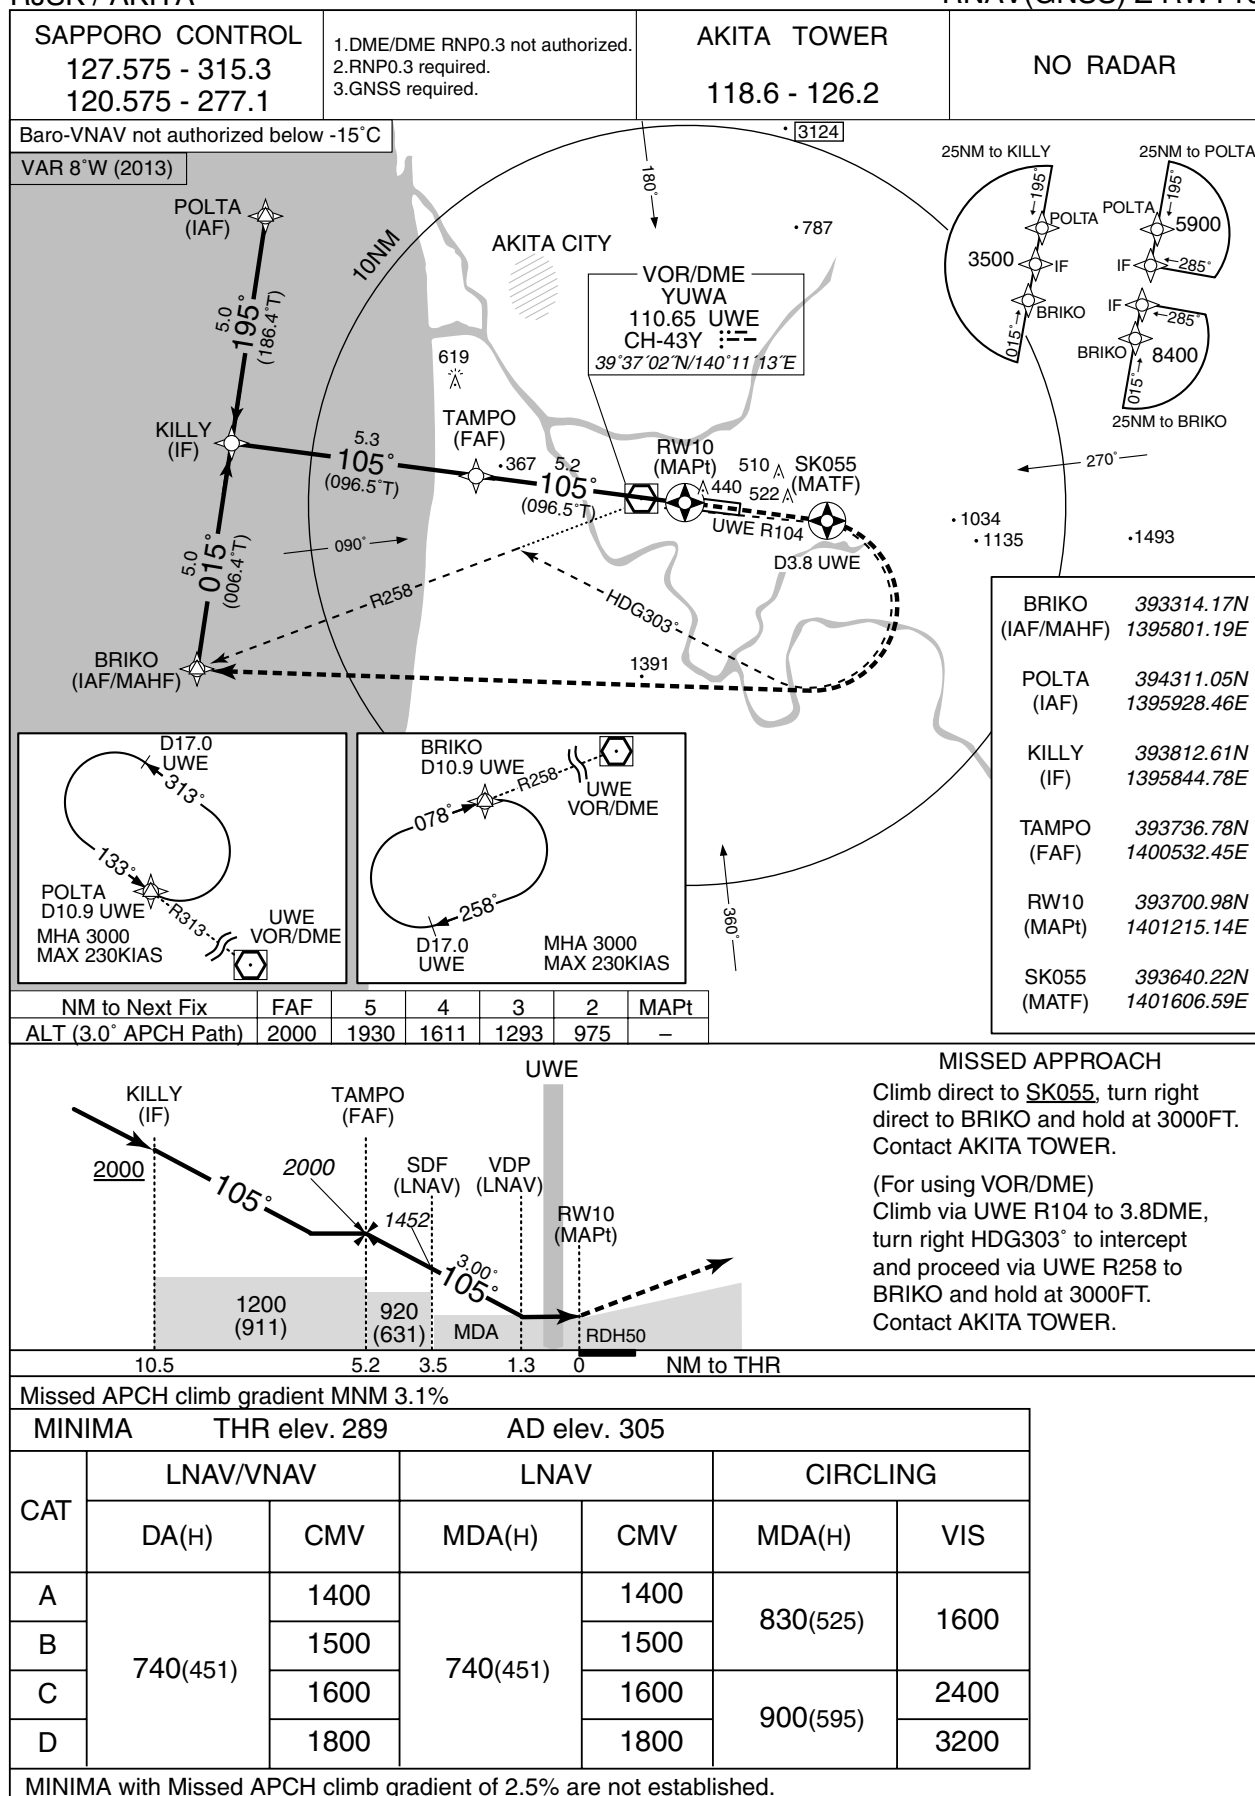 RJSK / AKITA
RNAV(GNSS) Z RWY10
SAPPORO CONTROL
127.575 - 315.3
120.575 - 277.1
1.DME/DME RNP0.3 not authorized.
2.RNP0.3 required.
3.GNSS required.
AKITA TOWER
118.6 - 126.2
NO RADAR
Baro-VNAV not authorized below -15˚C
VAR 8˚W (2013)
3124
25NM to KILLY
195˚
POLTA
3500
IF
BRIKO
015˚
25NM to POLTA
195˚
POLTA
5900
IF
285˚
IF
285˚
BRIKO
8400
015˚
25NM to BRIKO
POLTA
(IAF)
10NM
180˚
787
AKITA CITY
VOR/DME
YUWA
110.65 UWE
CH-43Y
39˚37´02˝N/140˚11´13˝E
5.0
195˚
(186.4˚T)
619
KILLY
(IF)
5.3
105˚
(096.5˚T)
TAMPO
(FAF)
367
5.2
105˚
(096.5˚T)
RW10
(MAPt)
440
510
522
SK055
(MATF)
UWE R104
D3.8 UWE
270˚
1034
1135
1493
090˚
5.0
015˚
(006.4˚T)
R258
HDG303˚
BRIKO
(IAF/MAHF)
1391
360˚
BRIKO 393314.17N
(IAF/MAHF) 1395801.19E
POLTA 394311.05N
(IAF) 1395928.46E
KILLY 393812.61N
(IF) 1395844.78E
TAMPO 393736.78N
(FAF) 1400532.45E
RW10 393700.98N
(MAPt) 1401215.14E
SK055 393640.22N
(MATF) 1401606.59E
D17.0
UWE
313˚
133˚
POLTA
D10.9 UWE
R313
UWE
VOR/DME
MHA 3000
MAX 230KIAS
BRIKO
D10.9 UWE
R258
UWE
VOR/DME
078˚
258˚
D17.0
UWE
MHA 3000
MAX 230KIAS
NM to Next Fix FAF 5 4 3 2 MAPt
ALT (3.0˚ APCH Path) 2000 1930 1611 1293 975 –
KILLY
(IF)
2000
105˚
TAMPO
(FAF)
2000
SDF
(LNAV)
1452
3.00˚
105˚
VDP
(LNAV)
UWE
RW10
(MAPt)
1200
(911)
920
(631)
MDA
RDH50
10.5 5.2 3.5 1.3 0 NM to THR
MISSED APPROACH
Climb direct to SK055, turn right
direct to BRIKO and hold at 3000FT.
Contact AKITA TOWER.
(For using VOR/DME)
Climb via UWE R104 to 3.8DME,
turn right HDG303˚ to intercept
and proceed via UWE R258 to
BRIKO and hold at 3000FT.
Contact AKITA TOWER.
Missed APCH climb gradient MNM 3.1%
MINIMA THR elev. 289 AD elev. 305
CAT LNAV/VNAV LNAV CIRCLING
DA(H) CMV MDA(H) CMV MDA(H) VIS
A 740(451) 1400 740(451) 1400 830(525) 1600
B 1500 1500
C 1600 1600 900(595) 2400
D 1800 1800 3200
MINIMA with Missed APCH climb gradient of 2.5% are not established.